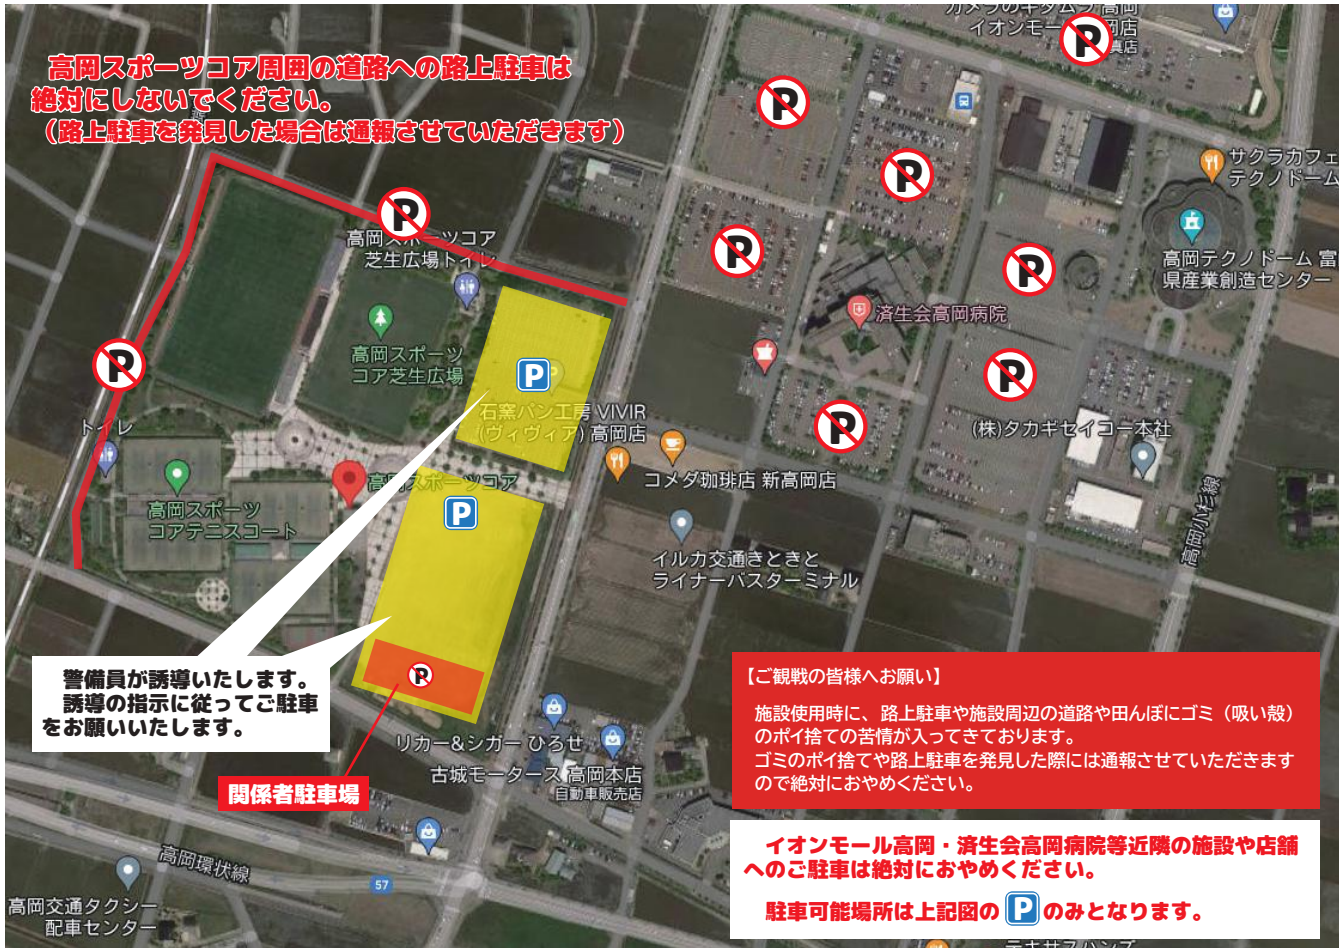 カメラのキタムラ 高岡
イオンモール高岡店
真店
高岡スポーツコア周囲の道路への路上駐車は
絶対にしないでください。
（路上駐車を発見した場合は通報させていただきます）
P
P
P
P
P
P
P
P
P
サクラカフェ
テクノドーム
高岡テクノドーム 富
県産業創造センター
高岡スポーツコア
芝生広場トイレ
済生会高岡病院
高岡スポーツ
コア芝生広場
P
石窯パン工房 VIVIR
(ヴィヴィア) 高岡店
トイレ
(株)タカギセイコー本社
コメダ珈琲店 新高岡店
高岡スポーツコア
P
高岡スポーツ
コアテニスコート
高岡小杉線
イルカ交通きときと
ライナーバスターミナル
警備員が誘導いたします。
誘導の指示に従ってご駐車
をお願いいたします。
P
リカー&シガー ひろせ
古城モータース 高岡本店
自動車販売店
関係者駐車場
【ご観戦の皆様へお願い】
施設使用時に、路上駐車や施設周辺の道路や田んぼにゴミ（吸い殻）
のポイ捨ての苦情が入ってきております。
ゴミのポイ捨てや路上駐車を発見した際には通報させていただきます
ので絶対におやめください。
イオンモール高岡・済生会高岡病院等近隣の施設や店舗
へのご駐車は絶対におやめください。
駐車可能場所は上記図の P のみとなります。
高岡環状線
57
高岡交通タクシー
配車センター